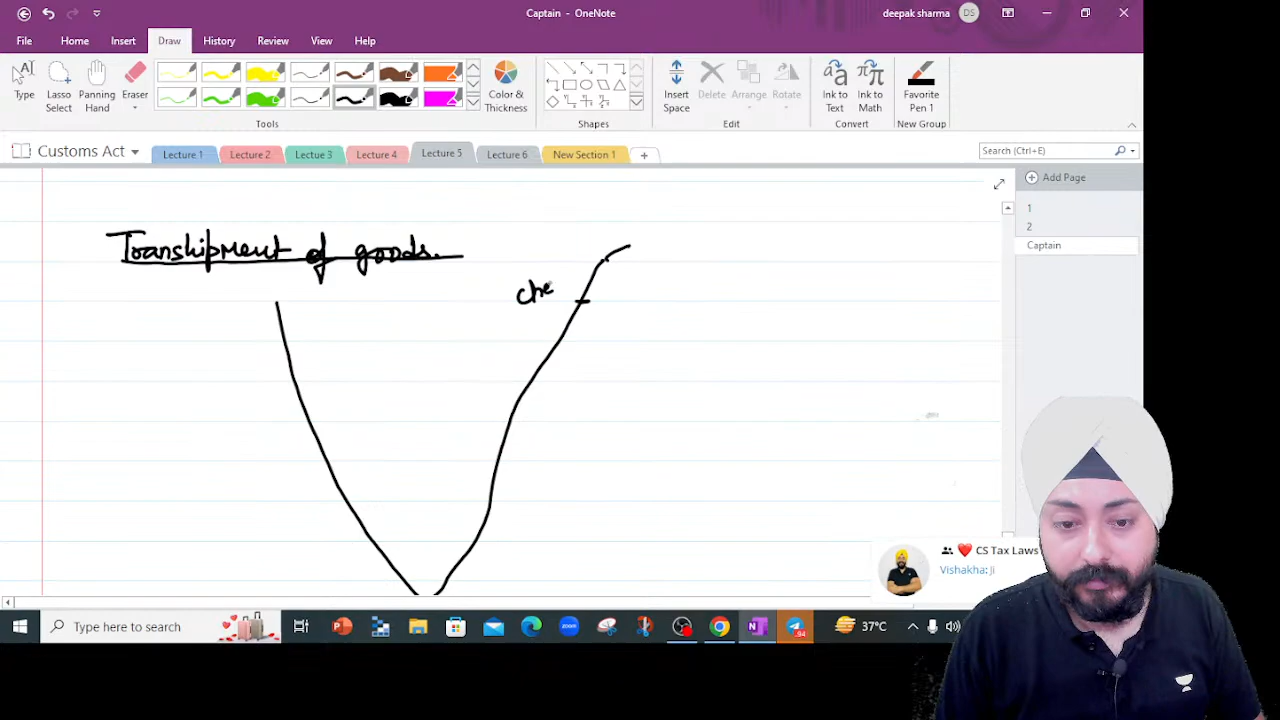 Captain - OneNote
deepak sharma DS
File Home Insert Draw History Review View Help
Type
Lasso Select
Panning Hand
Eraser
Color & Thickness
Insert Space
Delete
Arrange
Rotate
Ink to Text
Ink to Math
Favorite Pen 1
Tools
Shapes
Edit
Convert
New Group
Customs Act
Lecture 1
Lecture 2
Lectue 3
Lecture 4
Lecture 5
Lecture 6
New Section 1
Search (Ctrl+E)
Add Page
1
2
Captain
Transhipment of goods.
che
CS Tax Laws
Vishakha: Ji
Type here to search
94
37°C